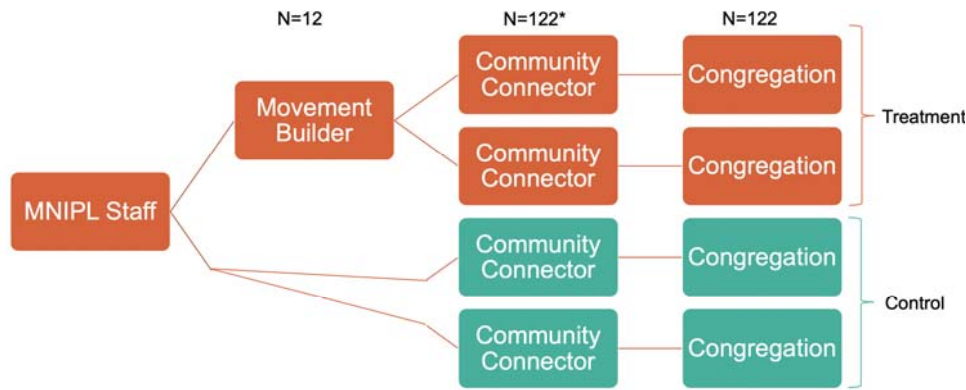 N=12
N=122*
N=122
Community
Connector
Congregation
Movement
Builder
Treatment
Community
Connector
Congregation
MNIPL Staff
Community
Connector
Congregation
Control
Community
Connector
Congregation